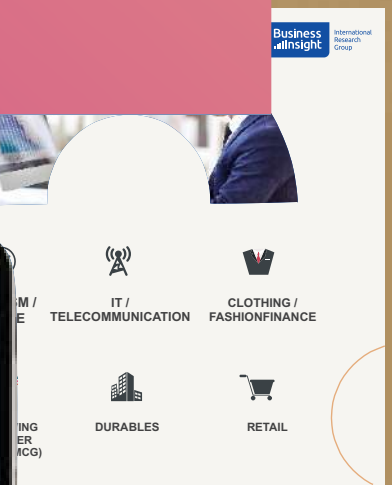 Business
Insight
International
Research
Group
IT /
TELECOMMUNICATION
CLOTHING /
FASHIONFINANCE
DURABLES
RETAIL